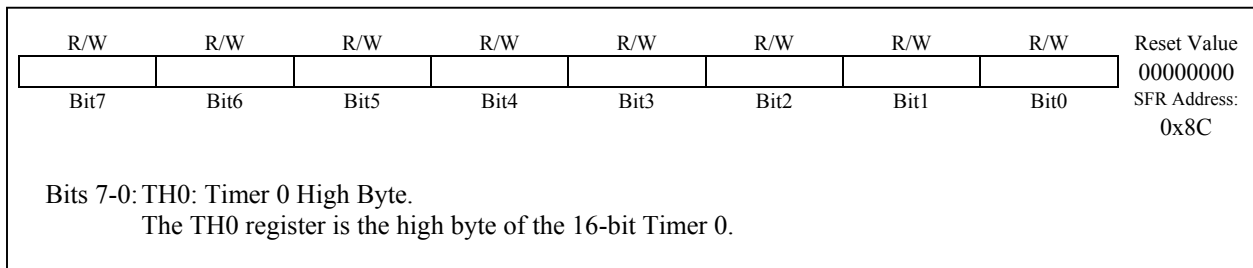 R/W R/W R/W R/W R/W R/W R/W R/W Reset Value
00000000
Bit7 Bit6 Bit5 Bit4 Bit3 Bit2 Bit1 Bit0 SFR Address:
0x8C
Bits 7-0: TH0: Timer 0 High Byte.
The TH0 register is the high byte of the 16-bit Timer 0.